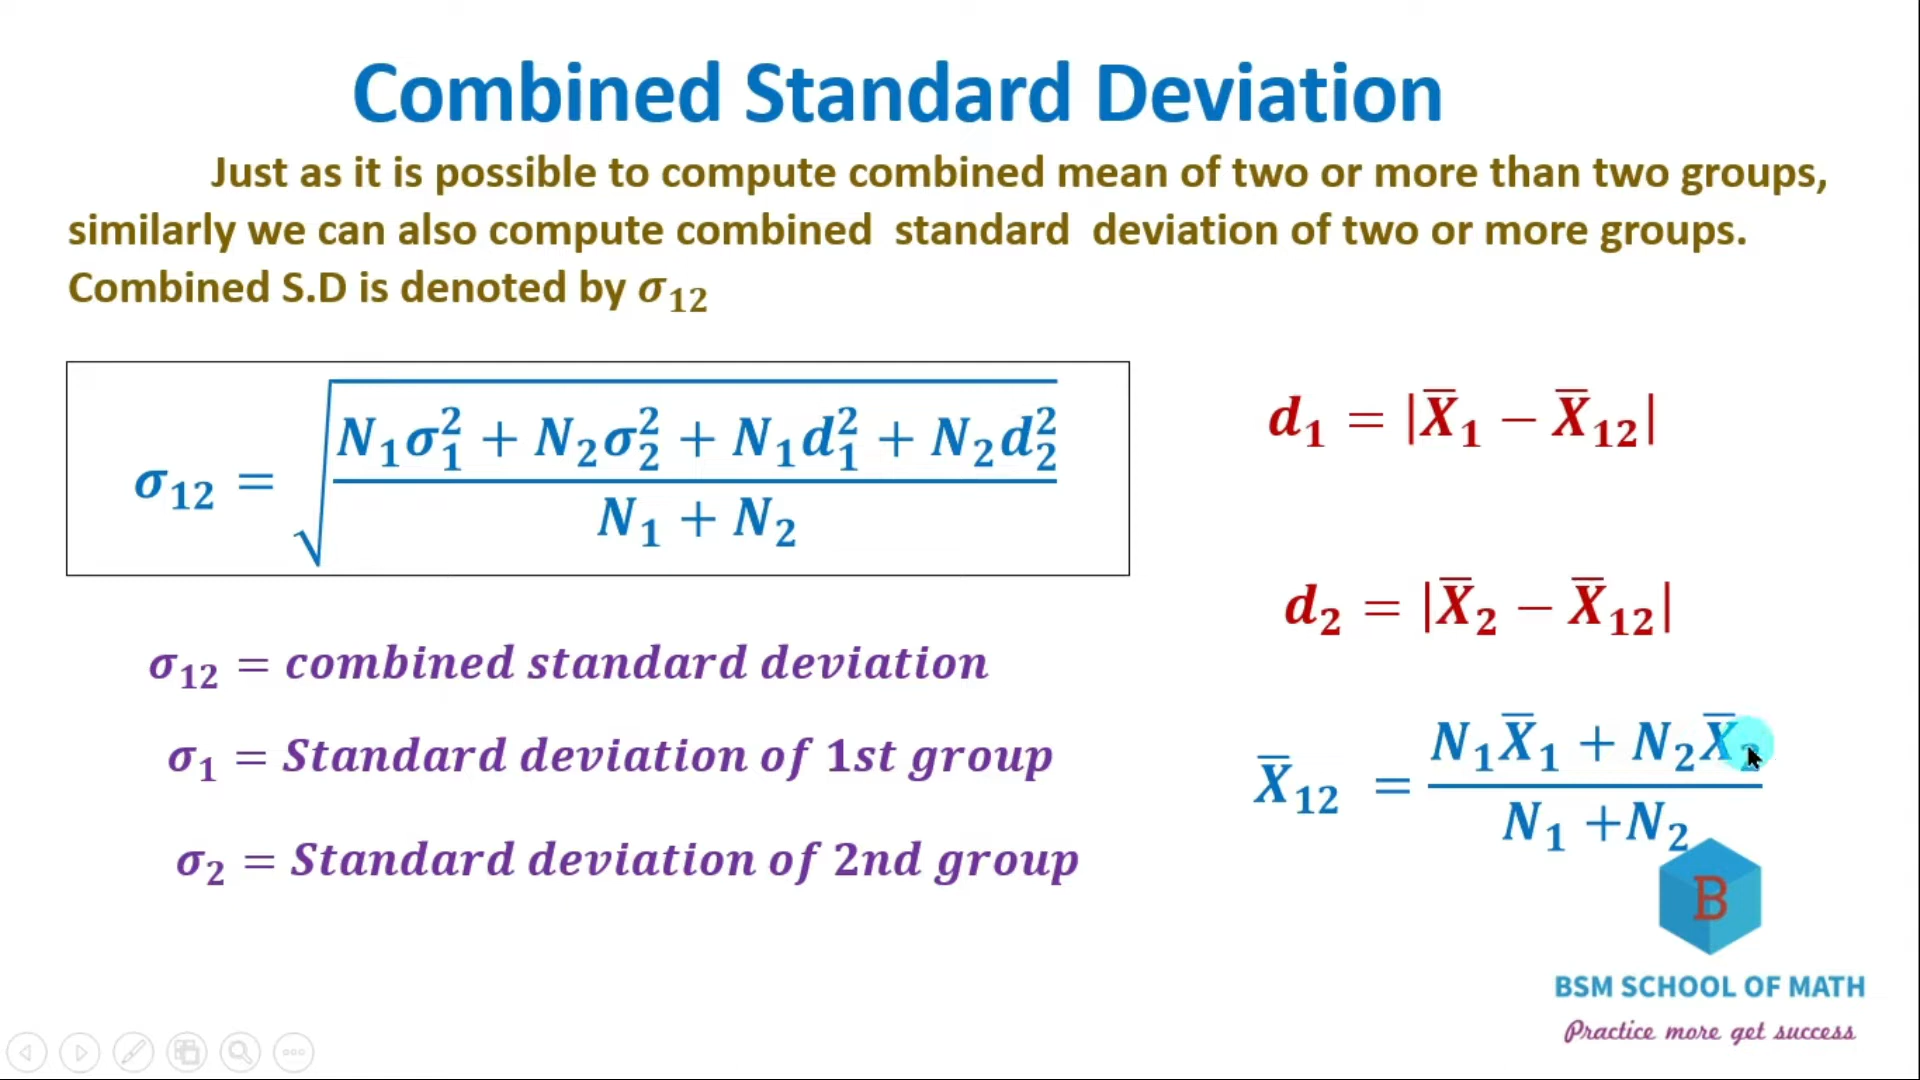 Combined Standard Deviation
Just as it is possible to compute combined mean of two or more than two groups,
similarly we can also compute combined standard deviation of two or more groups.
Combined S.D is denoted by σ₁₂
σ₁₂ = √((N₁σ₁² + N₂σ₂² + N₁d₁² + N₂d₂²) / (N₁ + N₂))
σ₁₂ = combined standard deviation
σ₁ = Standard deviation of 1st group
σ₂ = Standard deviation of 2nd group
d₁ = |X̅₁ − X̅₁₂|
d₂ = |X̅₂ − X̅₁₂|
X̅₁₂ = (N₁X̅₁ + N₂X̅₂) / (N₁ +N₂)
B
BSM SCHOOL OF MATH
Practice more get success